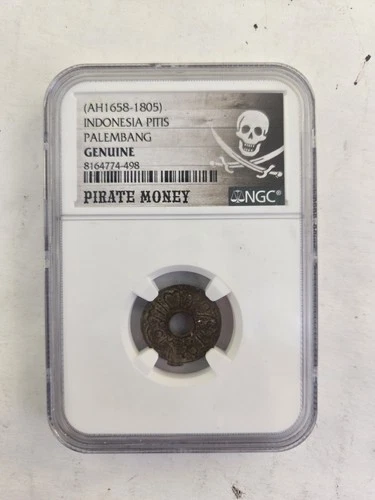 (AH1658-1805)
INDONESIA PITIS
PALEMBANG
GENUINE
8164774-498
PIRATE MONEY
NGC®